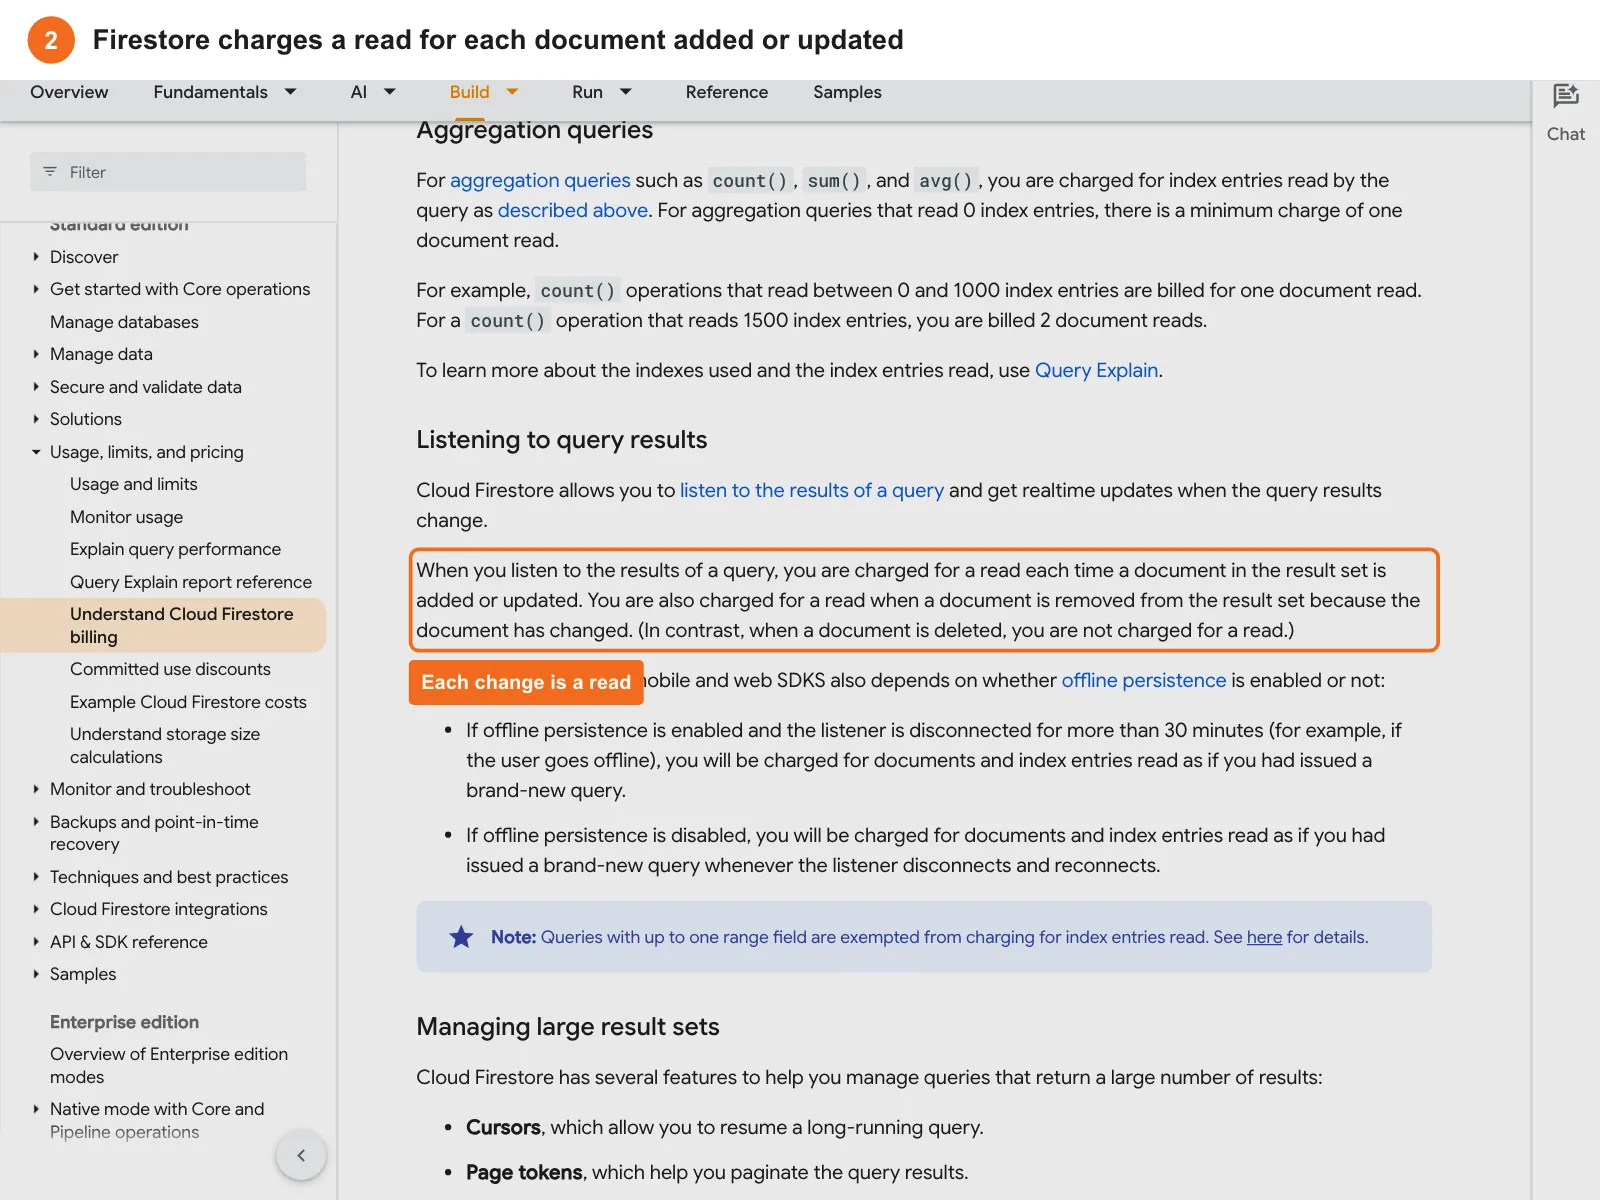 2 Firestore charges a read for each document added or updated
Overview Fundamentals AI Build Run Reference Samples
Chat
Filter
Standard edition
Discover
Get started with Core operations
Manage databases
Manage data
Secure and validate data
Solutions
Usage, limits, and pricing
Usage and limits
Monitor usage
Explain query performance
Query Explain report reference
Understand Cloud Firestore
billing
Committed use discounts
Example Cloud Firestore costs
Understand storage size
calculations
Monitor and troubleshoot
Backups and point-in-time
recovery
Techniques and best practices
Cloud Firestore integrations
API & SDK reference
Samples
Enterprise edition
Overview of Enterprise edition
modes
Native mode with Core and
Pipeline operations
Aggregation queries
For aggregation queries such as count(), sum(), and avg(), you are charged for index entries read by the
query as described above. For aggregation queries that read 0 index entries, there is a minimum charge of one
document read.
For example, count() operations that read between 0 and 1000 index entries are billed for one document read.
For a count() operation that reads 1500 index entries, you are billed 2 document reads.
To learn more about the indexes used and the index entries read, use Query Explain.
Listening to query results
Cloud Firestore allows you to listen to the results of a query and get realtime updates when the query results
change.
When you listen to the results of a query, you are charged for a read each time a document in the result set is
added or updated. You are also charged for a read when a document is removed from the result set because the
document has changed. (In contrast, when a document is deleted, you are not charged for a read.)
Each change is a read
obile and web SDKS also depends on whether offline persistence is enabled or not:
• If offline persistence is enabled and the listener is disconnected for more than 30 minutes (for example, if
the user goes offline), you will be charged for documents and index entries read as if you had issued a
brand-new query.
• If offline persistence is disabled, you will be charged for documents and index entries read as if you had
issued a brand-new query whenever the listener disconnects and reconnects.
Note: Queries with up to one range field are exempted from charging for index entries read. See here for details.
Managing large result sets
Cloud Firestore has several features to help you manage queries that return a large number of results:
• Cursors, which allow you to resume a long-running query.
• Page tokens, which help you paginate the query results.